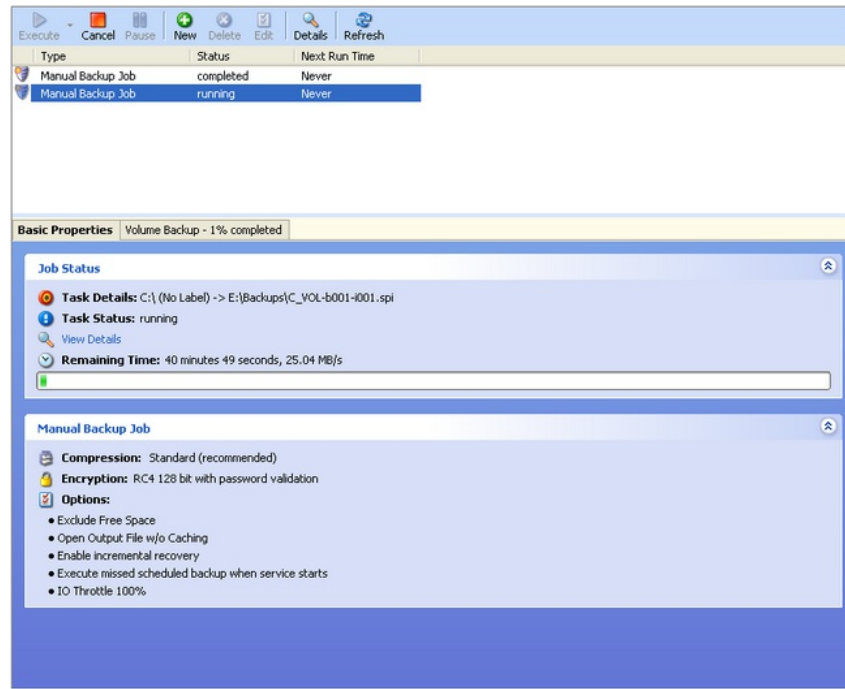 Execute Cancel Pause New Delete Edit Details Refresh
Type Status Next Run Time
Manual Backup Job completed Never
Manual Backup Job running Never
Basic Properties Volume Backup - 1% completed
Job Status
Task Details: C:\ (No Label) -> E:\Backups\C_VOL-b001-i001.spi
Task Status: running
View Details
Remaining Time: 40 minutes 49 seconds, 25.04 MB/s
Manual Backup Job
Compression: Standard (recommended)
Encryption: RC4 128 bit with password validation
Options:
• Exclude Free Space
• Open Output File w/o Caching
• Enable incremental recovery
• Execute missed scheduled backup when service starts
• IO Throttle 100%